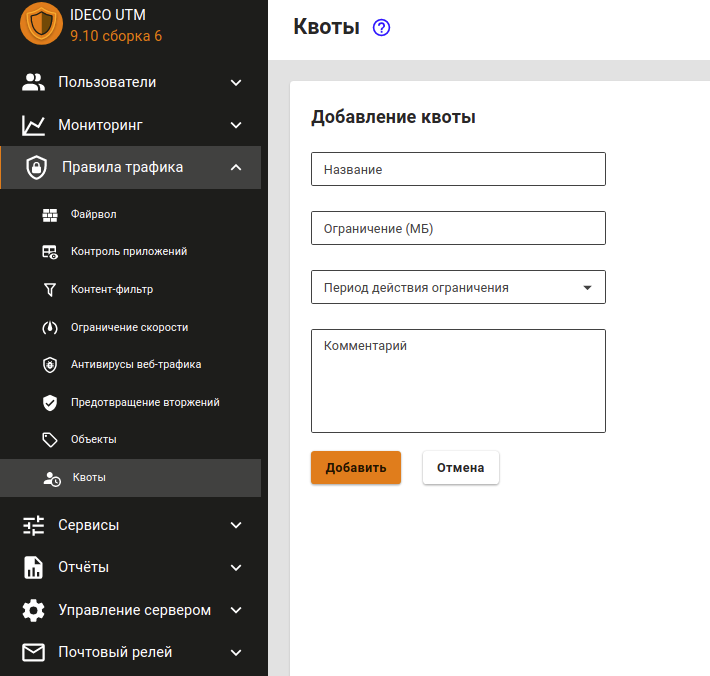 IDECO UTM
9.10 сборка 6
Пользователи
Мониторинг
Правила трафика
Файрвол
Контроль приложений
Контент-фильтр
Ограничение скорости
Антивирусы веб-трафика
Предотвращение вторжений
Объекты
Квоты
Сервисы
Отчёты
Управление сервером
Почтовый релей
Квоты ?
Добавление квоты
Название
Ограничение (МБ)
Период действия ограничения
Комментарий
Добавить Отмена